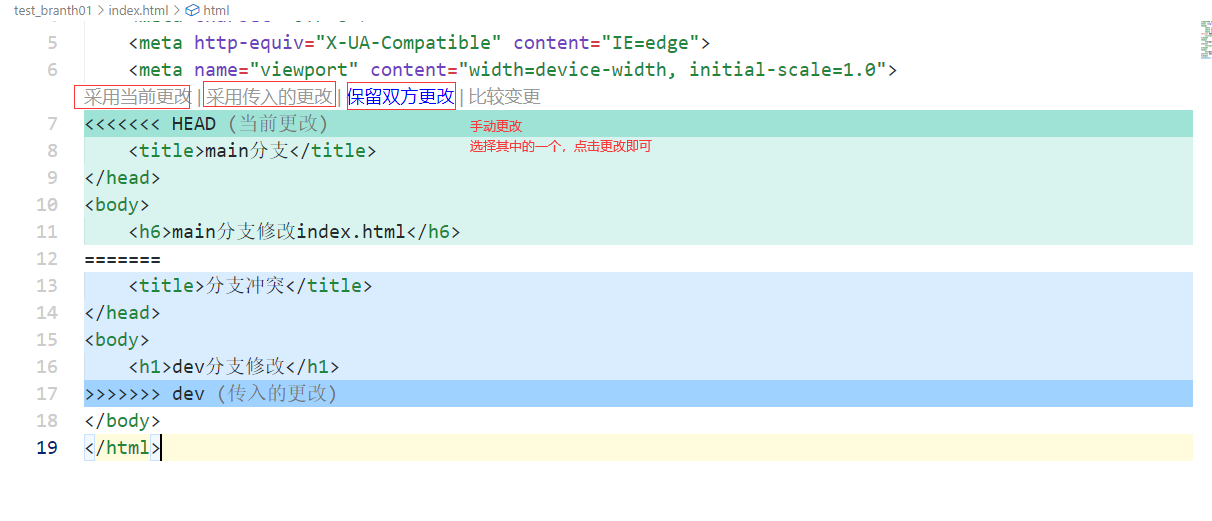 test_branth01 > index.html > html
5 <meta http-equiv="X-UA-Compatible" content="IE=edge">
6 <meta name="viewport" content="width=device-width, initial-scale=1.0">
采用当前更改 | 采用传入的更改 | 保留双方更改 | 比较变更
7 <<<<<<< HEAD (当前更改)
手动更改
8 <title>main分支</title>
选择其中的一个，点击更改即可
9 </head>
10 <body>
11 <h6>main分支修改index.html</h6>
12 =======
13 <title>分支冲突</title>
14 </head>
15 <body>
16 <h1>dev分支修改</h1>
17 >>>>>>> dev (传入的更改)
18 </body>
19 </html>